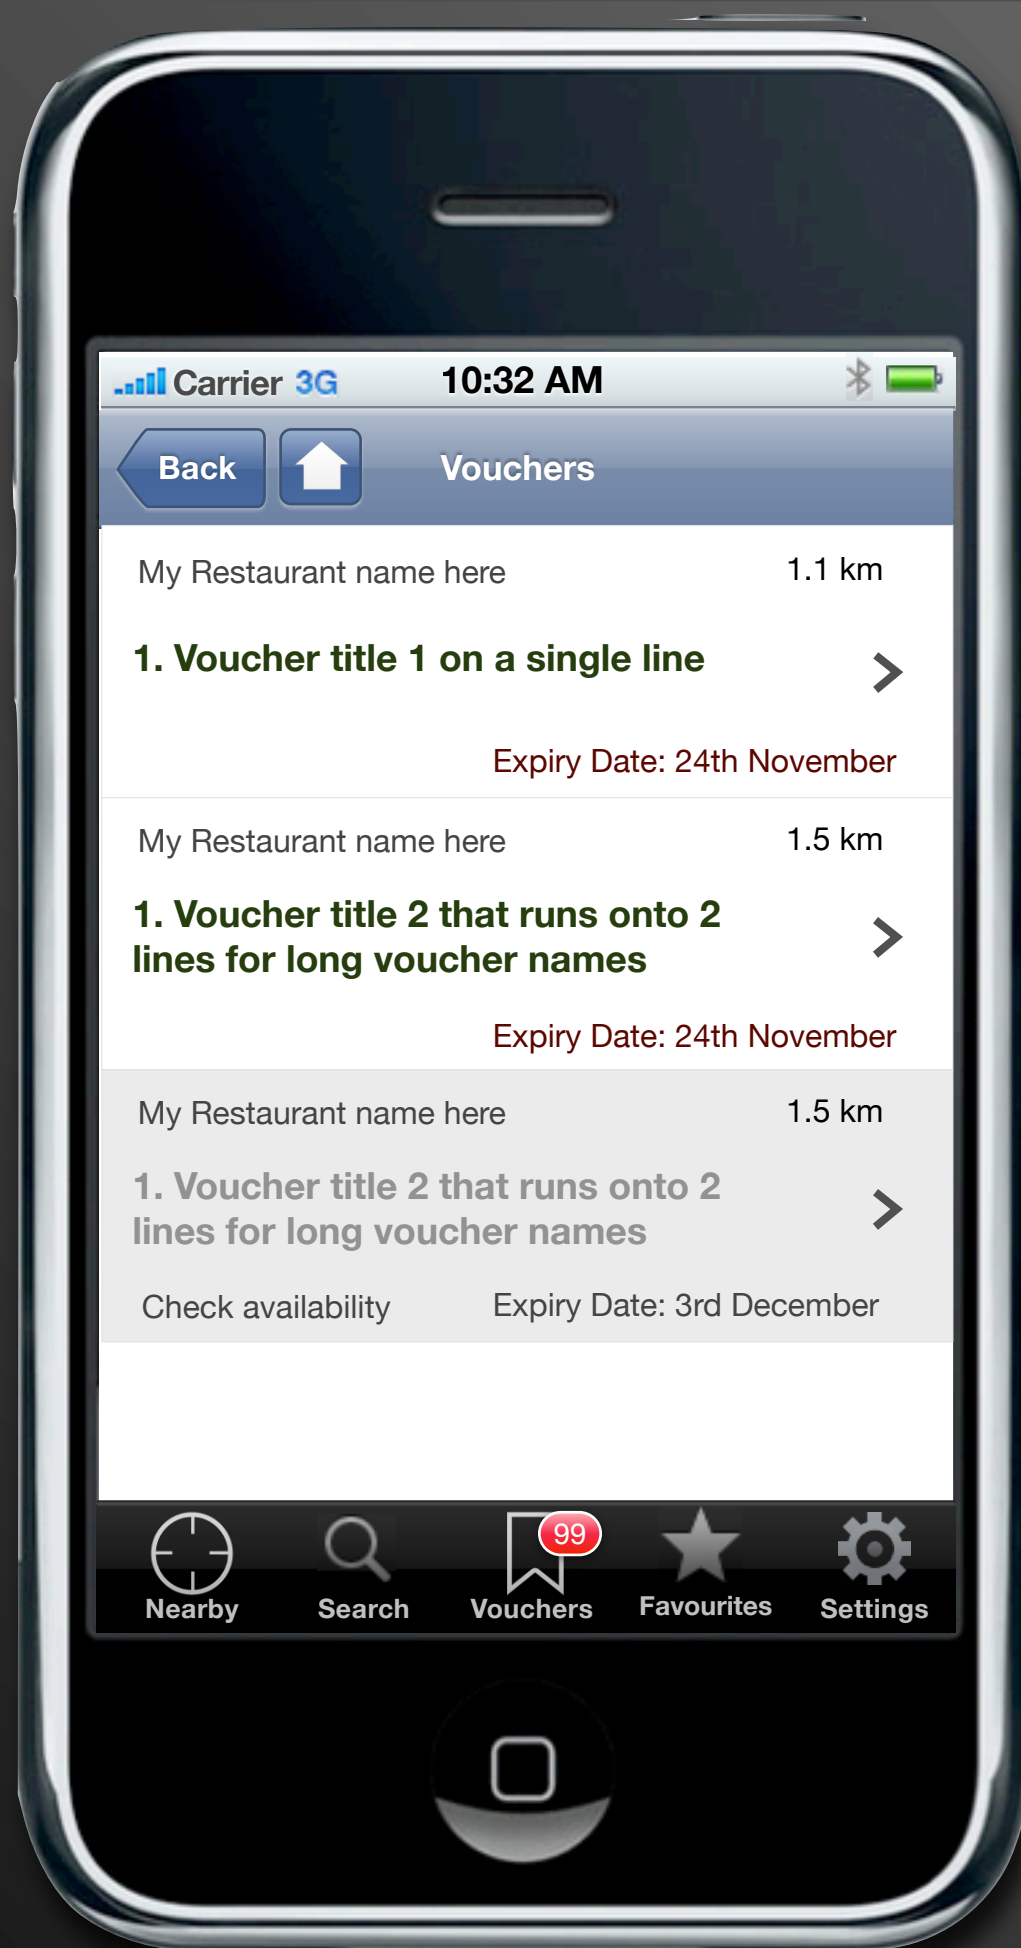 Carrier 3G 10:32 AM
Back Vouchers
My Restaurant name here 1.1 km
1. Voucher title 1 on a single line
Expiry Date: 24th November
My Restaurant name here 1.5 km
1. Voucher title 2 that runs onto 2
lines for long voucher names
Expiry Date: 24th November
My Restaurant name here 1.5 km
1. Voucher title 2 that runs onto 2
lines for long voucher names
Check availability Expiry Date: 3rd December
99
Nearby Search Vouchers Favourites Settings